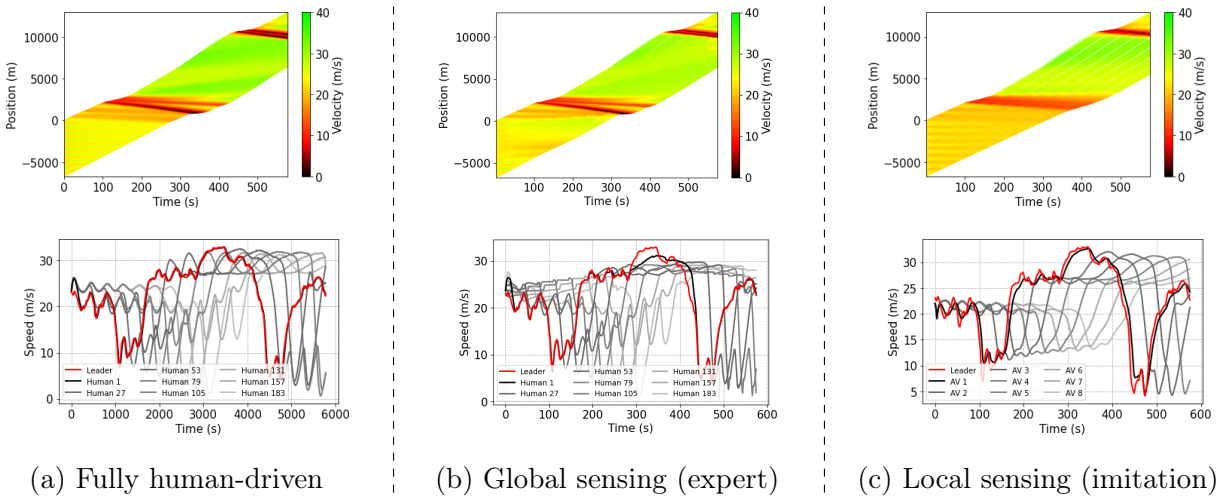 10000
5000
0
−5000
Position (m)
0 100 200 300 400 500
Time (s)
40
30
20
10
0
Velocity (m/s)
10000
5000
0
−5000
Position (m)
100 200 300 400 500
Time (s)
40
30
20
10
0
Velocity (m/s)
10000
5000
0
−5000
Position (m)
100 200 300 400 500
Time (s)
40
30
20
10
0
Velocity (m/s)
30
20
10
0
Speed (m/s)
Leader Human 53 Human 131
Human 1 Human 79 Human 157
Human 27 Human 105 Human 183
0 1000 2000 3000 4000 5000 6000
Time (s)
30
20
10
0
Speed (m/s)
Leader Human 53 Human 131
Human 1 Human 79 Human 157
Human 27 Human 105 Human 183
0 100 200 300 400 500 600
Time (s)
30
25
20
15
10
5
Speed (m/s)
Leader AV 3 AV 6
AV 1 AV 4 AV 7
AV 2 AV 5 AV 8
0 100 200 300 400 500 600
Time (s)
(a) Fully human-driven
(b) Global sensing (expert)
(c) Local sensing (imitation)